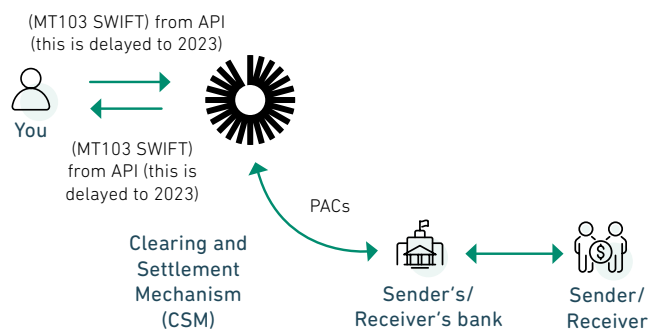 (MT103 SWIFT) from API
(this is delayed to 2023)
You
(MT103 SWIFT)
from API (this is
delayed to 2023)
PACs
Clearing and
Settlement
Mechanism
(CSM)
$
Sender's/
Receiver's bank
Sender/
Receiver